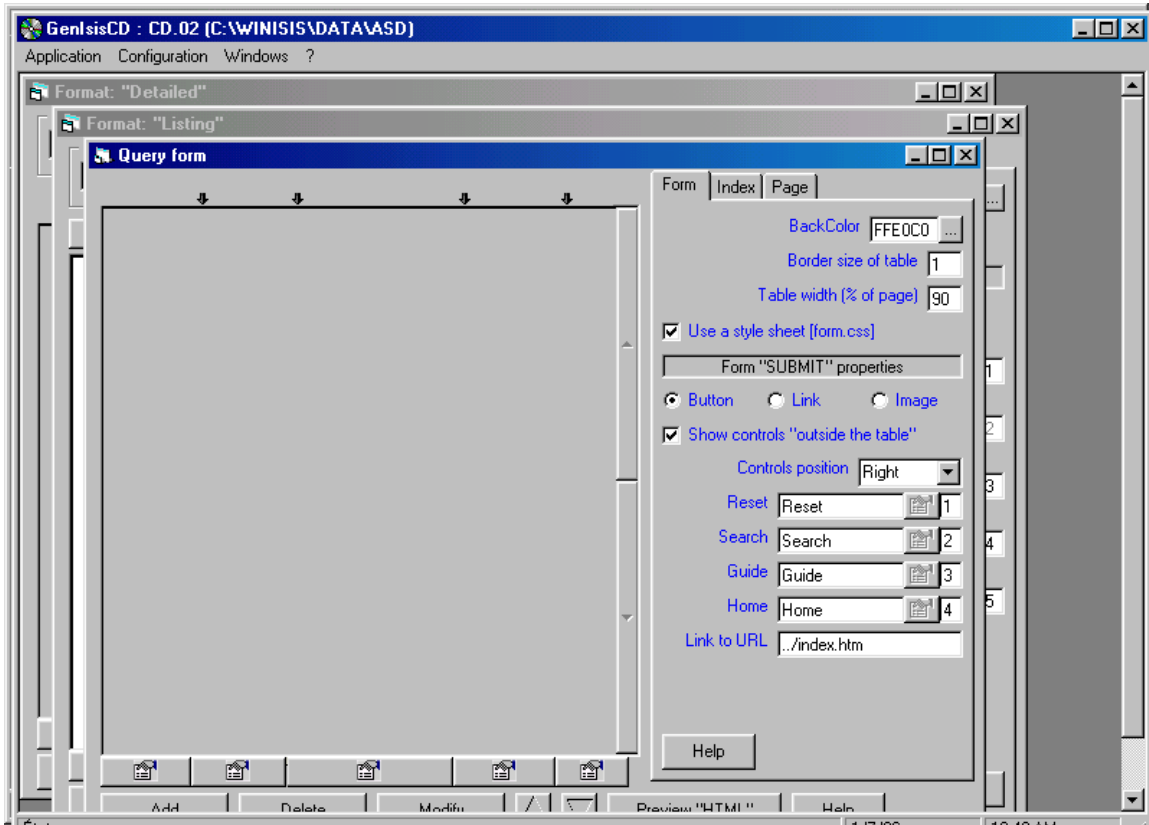 GenIsisCD : CD.02 (C:\WINISIS\DATA\ASD)
Application Configuration Windows ?
Format: "Detailed"
Format: "Listing"
Query form
Form Index Page
...
BackColor FFE0C0 ...
Border size of table 1
Table width (% of page) 90
Use a style sheet [form.css]
Form "SUBMIT" properties
1
Button Link Image
2
Show controls "outside the table"
Controls position Right
3
Reset Reset 1
Search Search 2
4
Guide Guide 3
Home Home 4
5
Link to URL ../index.htm
Help
Add Delete Modify Preview "HTML" Help